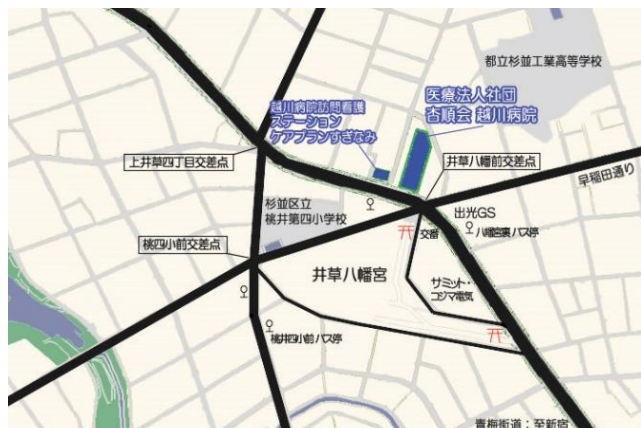 都立杉並工業高等学校
医療法人社団
杏順会 越川病院
越川病院訪問看護
ステーション
ケアプランすぎなみ
上井草四丁目交差点
井草八幡前交差点
早稲田通り
杉並区立
桃井第四小学校
出光GS
八幡宮裏バス停
交番
桃四小前交差点
井草八幡宮
サミット・
コジマ電気
桃井四小前バス停
青梅街道：至新宿